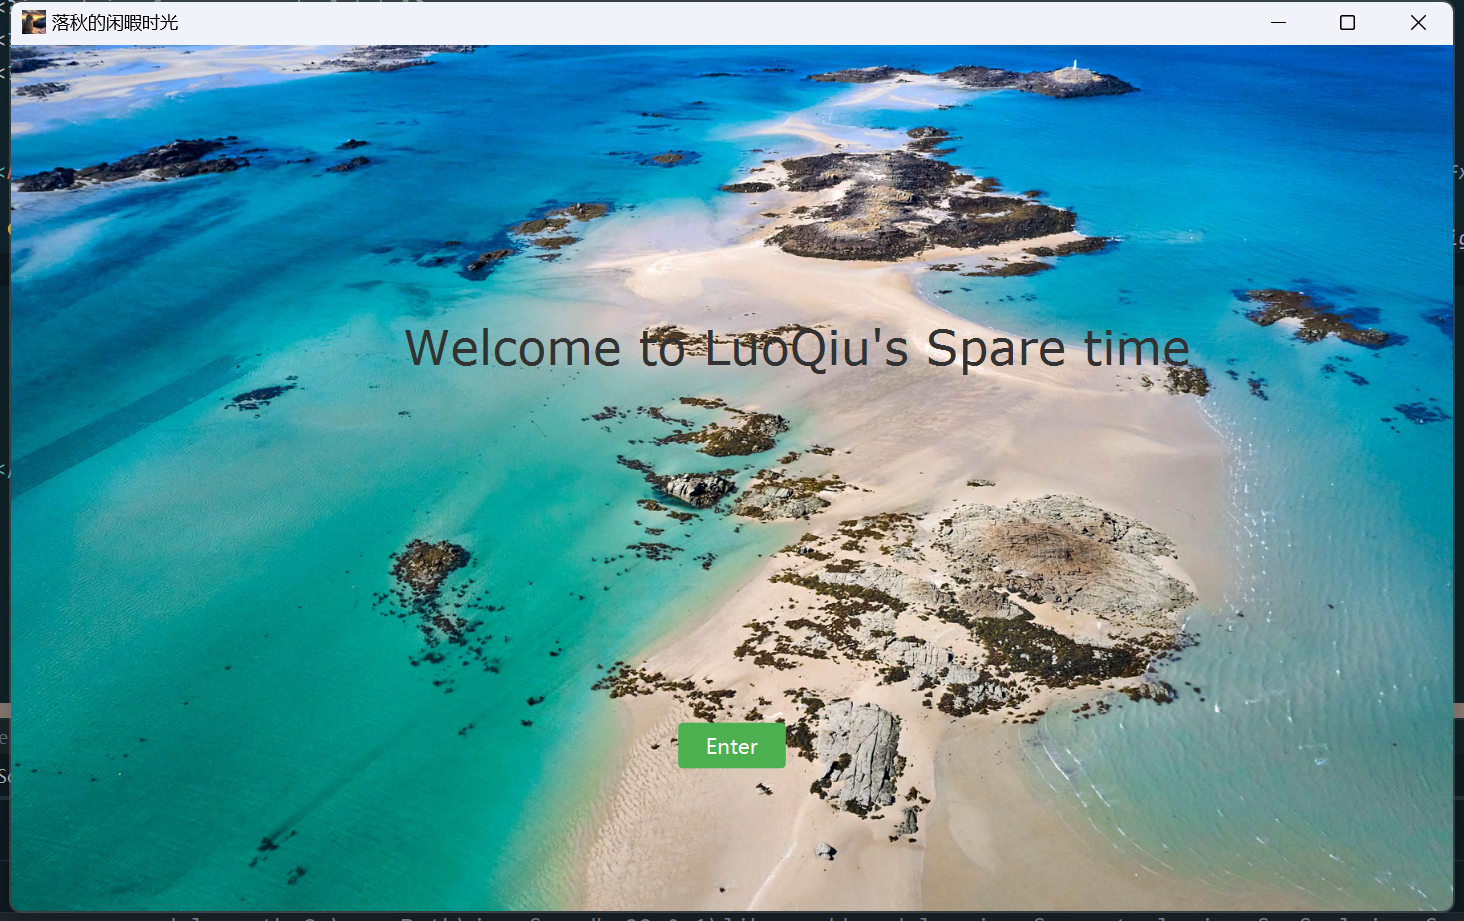 落秋的闲暇时光
Welcome to LuoQiu's Spare time
Enter